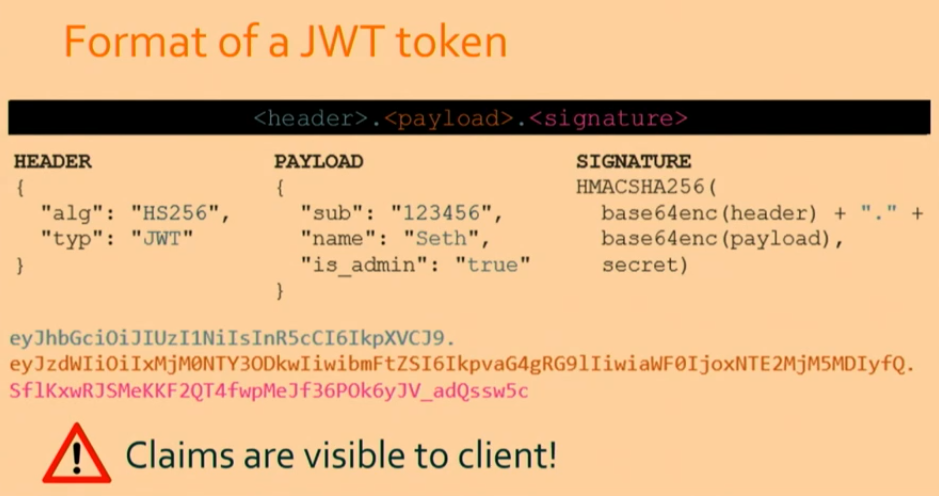 Format of a JWT token
<header>.<payload>.<signature>
HEADER
{
"alg": "HS256",
"typ": "JWT"
}
PAYLOAD
{
"sub": "123456",
"name": "Seth",
"is_admin": "true"
}
SIGNATURE
HMACSHA256(
base64enc(header) + "." +
base64enc(payload),
secret)
eyJhbGciOiJIUzI1NiIsInR5cCI6IkpXVCJ9.
eyJzdWIiOiIxMjM0NTY3ODkwIiwibmFtZSI6IkpvaG4gRG9lIiwiaWF0IjoxNTE2MjM5MDIyfQ.
SflKxwRJSMeKKF2QT4fwpMeJf36POk6yJV_adQssw5c
! Claims are visible to client!